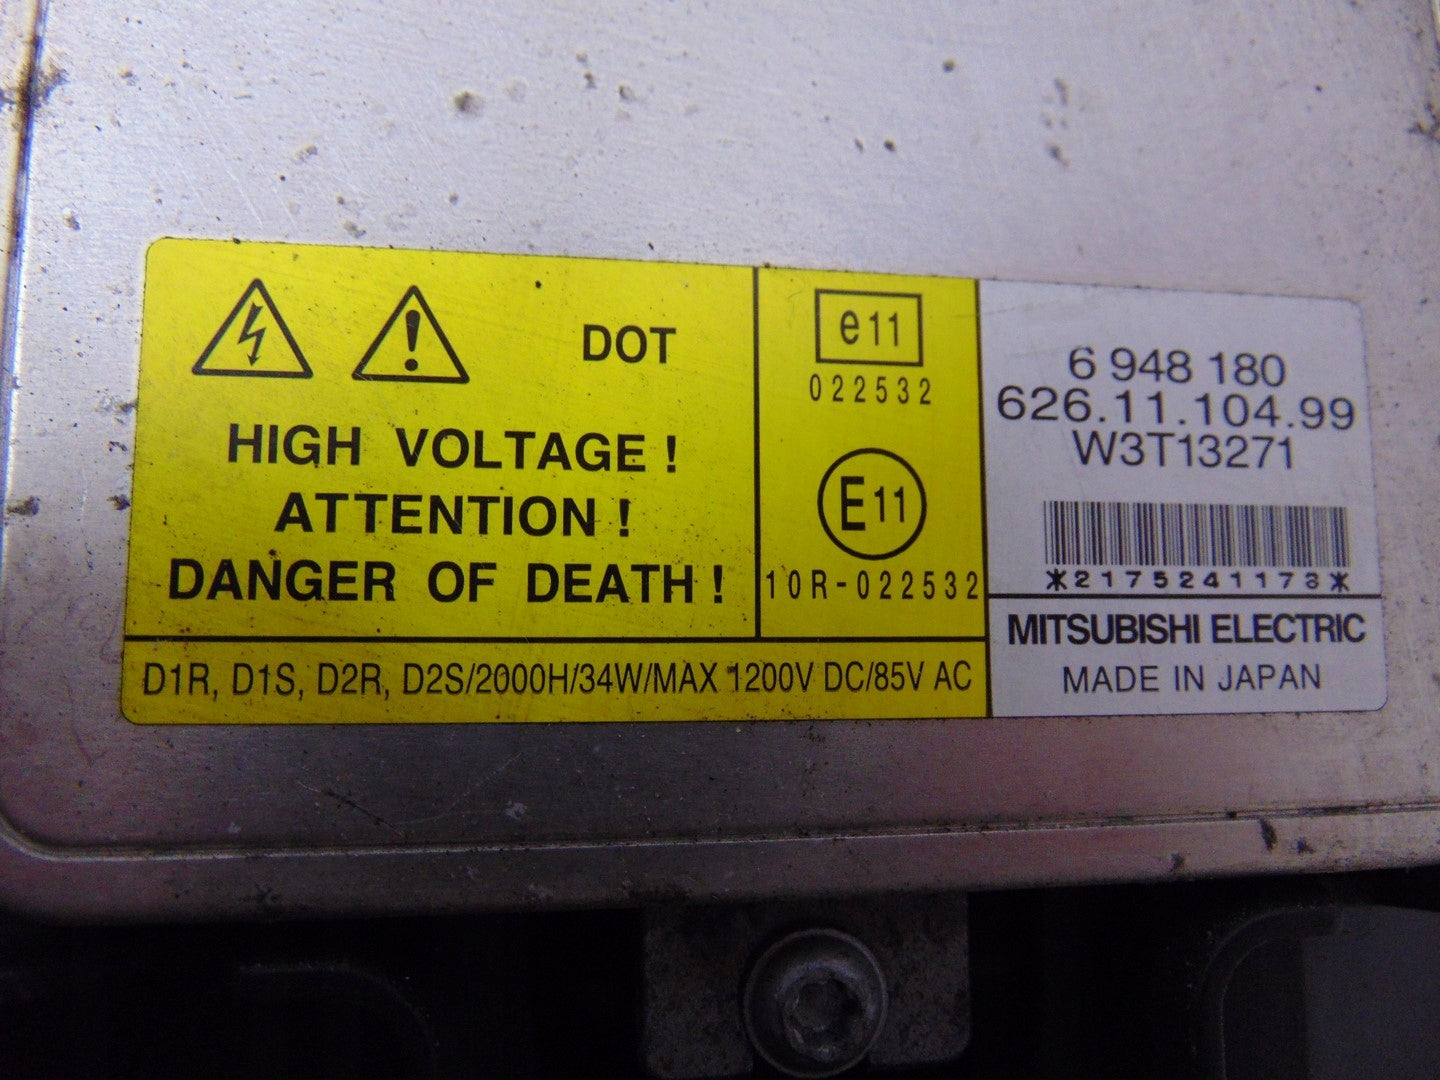 DOT
HIGH VOLTAGE !
ATTENTION !
DANGER OF DEATH !
e11
022532
E11
10R-022532
D1R, D1S, D2R, D2S/2000H/34W/MAX 1200V DC/85V AC
6 948 180
626.11.104.99
W3T13271
*2175241173*
MITSUBISHI ELECTRIC
MADE IN JAPAN